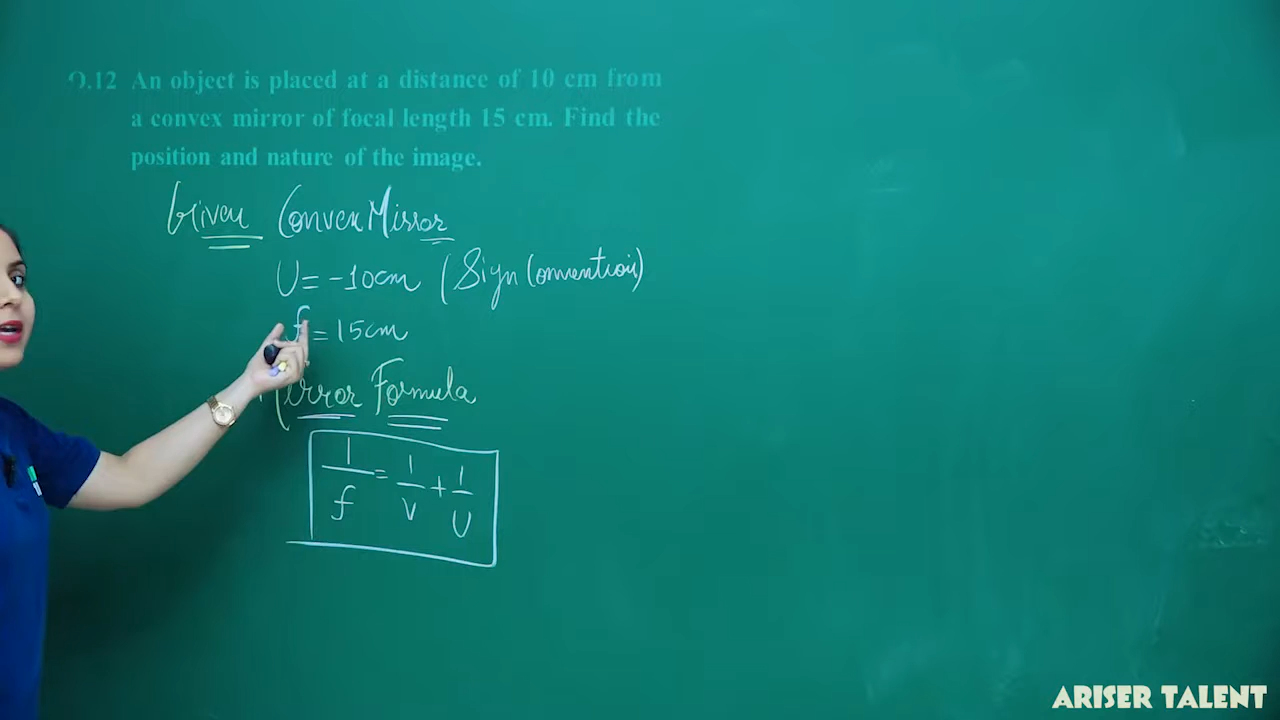 Q.12 An object is placed at a distance of 10 cm from
a convex mirror of focal length 15 cm. Find the
position and nature of the image.
Given Convex Mirror
U = -10cm (Sign Convention)
f = 15cm
Mirror Formula
1/f = 1/v + 1/U
ARISER TALENT